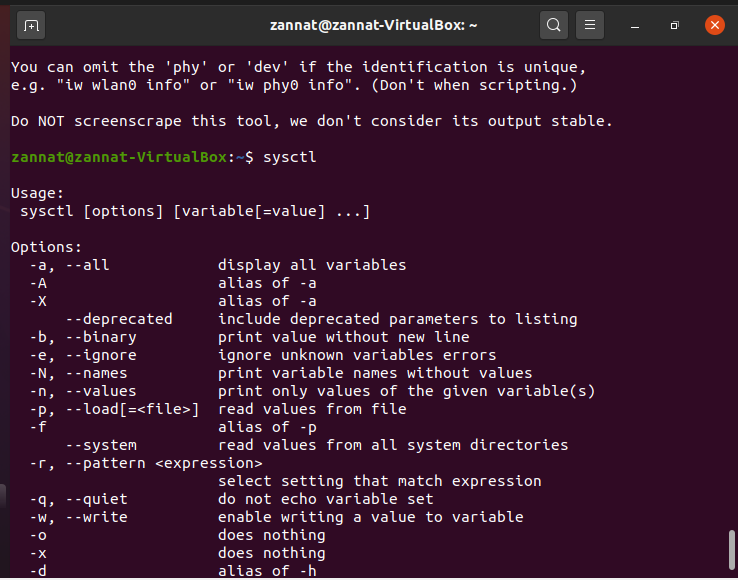 zannat@zannat-VirtualBox: ~
You can omit the 'phy' or 'dev' if the identification is unique,
e.g. "iw wlan0 info" or "iw phy0 info". (Don't when scripting.)
Do NOT screenscrape this tool, we don't consider its output stable.
zannat@zannat-VirtualBox:~$ sysctl
Usage:
 sysctl [options] [variable[=value] ...]
Options:
  -a, --all            display all variables
  -A                   alias of -a
  -X                   alias of -a
      --deprecated     include deprecated parameters to listing
  -b, --binary         print value without new line
  -e, --ignore         ignore unknown variables errors
  -N, --names          print variable names without values
  -n, --values         print only values of the given variable(s)
  -p, --load[=<file>]  read values from file
  -f                   alias of -p
      --system         read values from all system directories
  -r, --pattern <expression>
                       select setting that match expression
  -q, --quiet          do not echo variable set
  -w, --write          enable writing a value to variable
  -o                   does nothing
  -x                   does nothing
  -d                   alias of -h